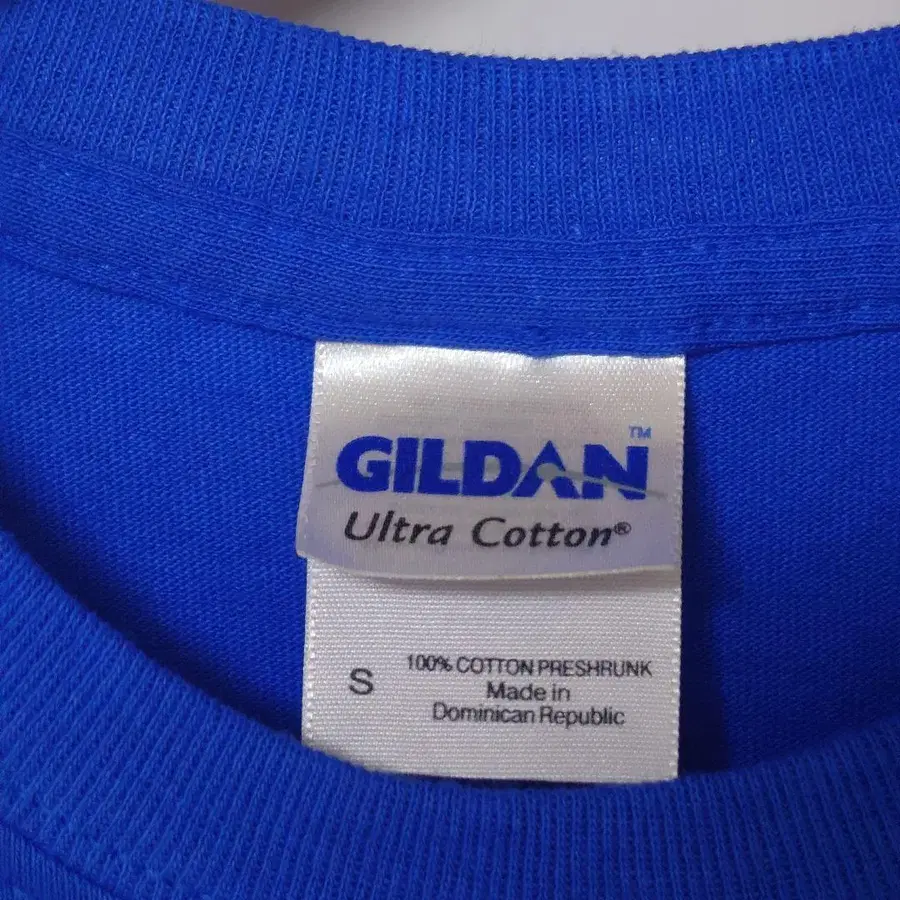 GILDAN™
Ultra Cotton®
S
100% COTTON PRESHRUNK
Made in
Dominican Republic